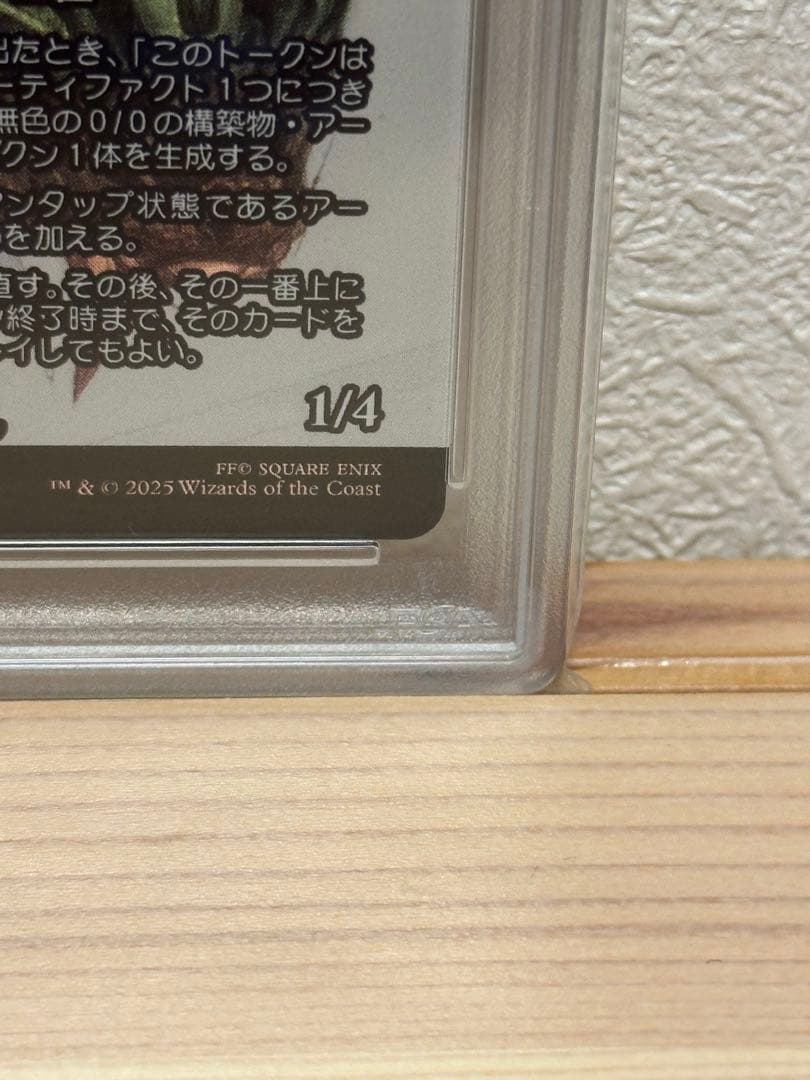 出たとき、「このトークンは
ーティファクト1つにつき
無色の0/0の構築物・アー
クン1体を生成する。
アンタップ状態であるアー
を加える。
直す。その後、その一番上に
終了時まで、そのカードを
イしてもよい。
1/4
FF© SQUARE ENIX
™ & © 2025 Wizards of the Coast